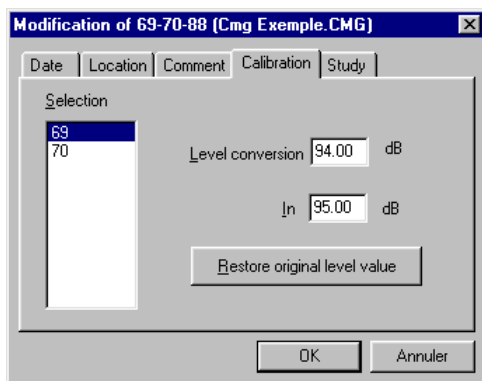 Modification of 69-70-88 (Cmg Exemple.CMG)
Date Location Comment Calibration Study
Selection
69
70
Level conversion 94.00 dB
In 95.00 dB
Restore original level value
OK Annuler